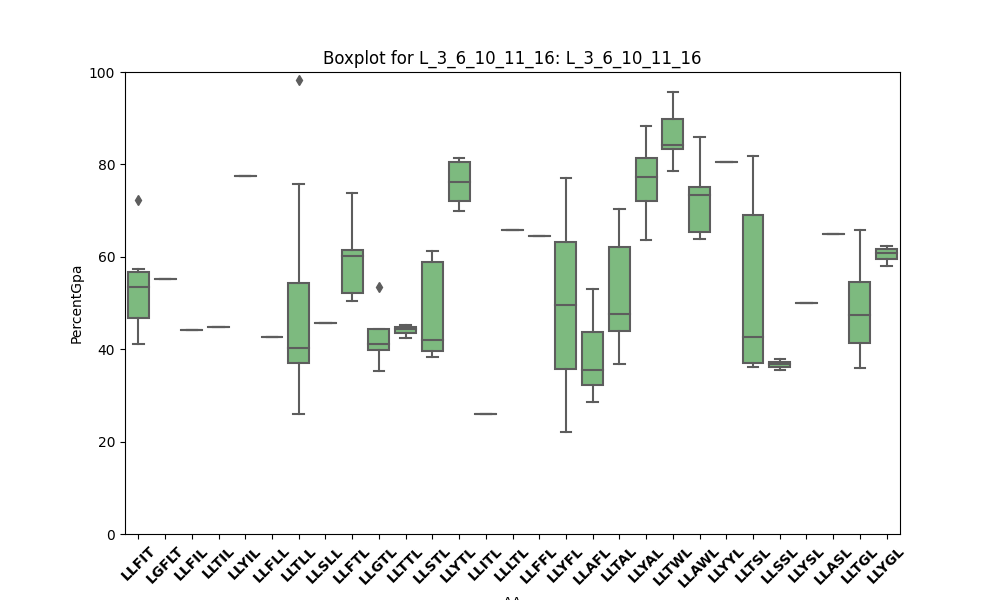 Boxplot for L_3_6_10_11_16: L_3_6_10_11_16
100
80
60
40
20
0
PercentGpa
LLFIT LGFLT LLFIL LLTIL LLYIL LLFLL LLTLL LLSLL LLFTL LLGTL LLTTL LLSTL LLYTL LLITL LLLTL LLFFL LLYFL LLAFL LLTAL LLYAL LLTWL LLAWL LLYYL LLTSL LLSSL LLYSL LLASL LLTGL LLYGL
AA